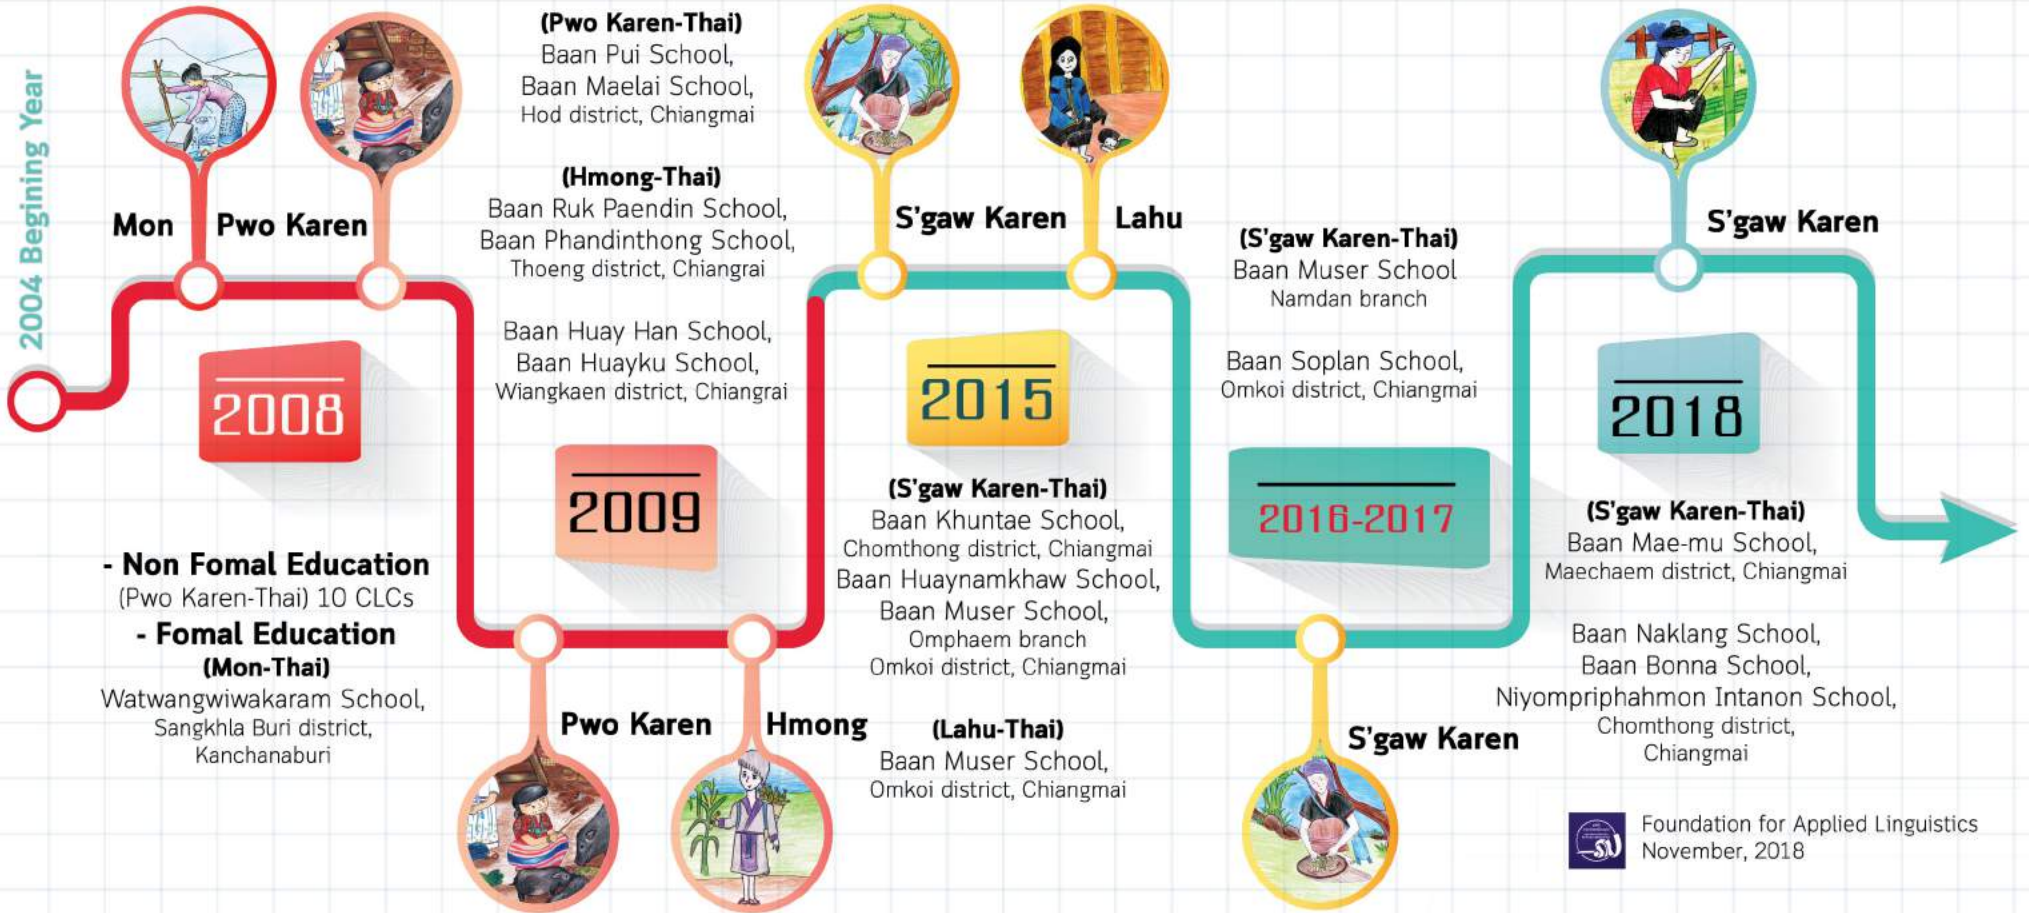 2004 Begining Year
Mon
Pwo Karen
2008
- Non Fomal Education
(Pwo Karen-Thai) 10 CLCs
- Fomal Education
(Mon-Thai)
Watwangwiwakaram School,
Sangkhla Buri district,
Kanchanaburi
(Pwo Karen-Thai)
Baan Pui School,
Baan Maelai School,
Hod district, Chiangmai
(Hmong-Thai)
Baan Ruk Paendin School,
Baan Phandinthong School,
Thoeng district, Chiangrai
Baan Huay Han School,
Baan Huayku School,
Wiangkaen district, Chiangrai
2009
Pwo Karen
Hmong
S'gaw Karen
Lahu
2015
(S'gaw Karen-Thai)
Baan Khuntae School,
Chomthong district, Chiangmai
Baan Huaynamkhaw School,
Baan Muser School,
Omphaem branch
Omkoi district, Chiangmai
(Lahu-Thai)
Baan Muser School,
Omkoi district, Chiangmai
(S'gaw Karen-Thai)
Baan Muser School
Namdan branch
Baan Soplan School,
Omkoi district, Chiangmai
2016-2017
S'gaw Karen
S'gaw Karen
2018
(S'gaw Karen-Thai)
Baan Mae-mu School,
Maechaem district, Chiangmai
Baan Naklang School,
Baan Bonna School,
Niyompriphahmon Intanon School,
Chomthong district,
Chiangmai
Foundation for Applied Linguistics
November, 2018